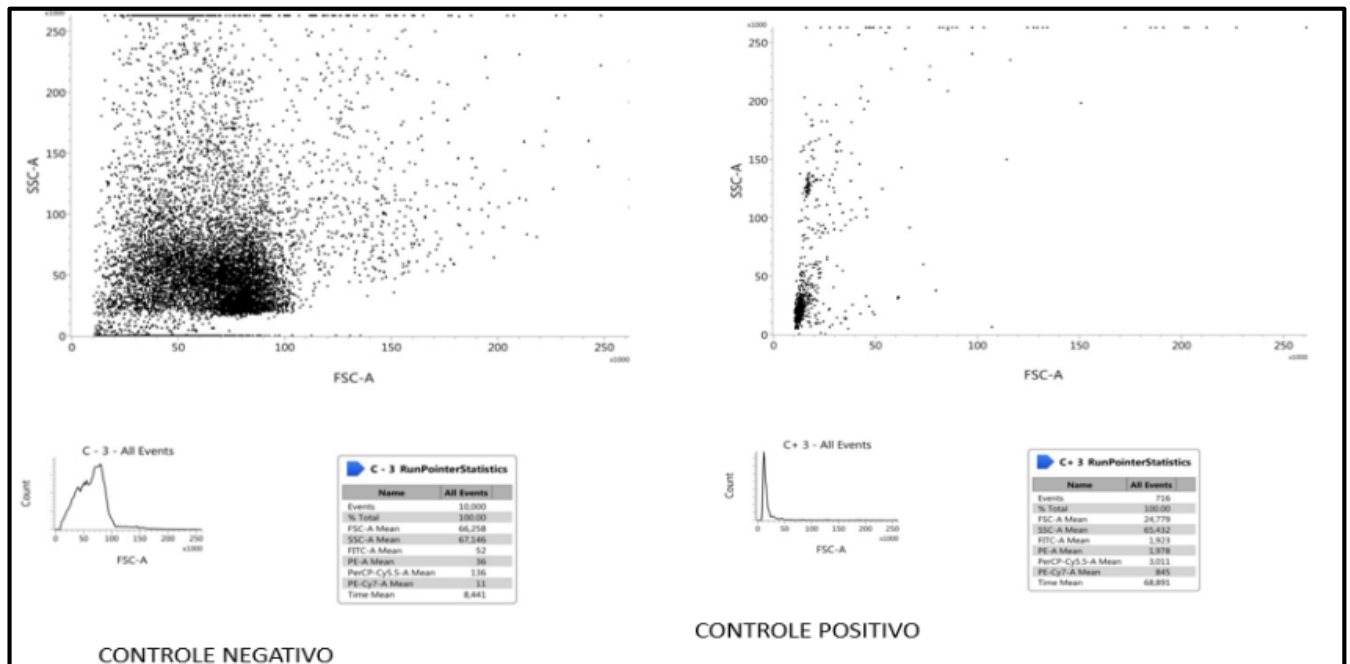 x1000
250
200
150
100
50
0
SSC-A
0 50 100 150 200 250
x1000
FSC-A
C - 3 - All Events
Count
0 50 100 150 200 250
x1000
FSC-A
C - 3 RunPointerStatistics
Name All Events
Events 10,000
% Total 100.00
FSC-A Mean 66,258
SSC-A Mean 67,146
FITC-A Mean 52
PE-A Mean 36
PerCP-Cy5.5-A Mean 136
PE-Cy7-A Mean 11
Time Mean 8,441
CONTROLE NEGATIVO
x1000
250
200
150
100
50
0
SSC-A
0 50 100 150 200 250
x1000
FSC-A
C+ 3 - All Events
Count
0 50 100 150 200 250
x1000
FSC-A
C+ 3 RunPointerStatistics
Name All Events
Events 716
% Total 100.00
FSC-A Mean 24,779
SSC-A Mean 65,432
FITC-A Mean 1,923
PE-A Mean 1,978
PerCP-Cy5.5-A Mean 3,011
PE-Cy7-A Mean 845
Time Mean 68,891
CONTROLE POSITIVO